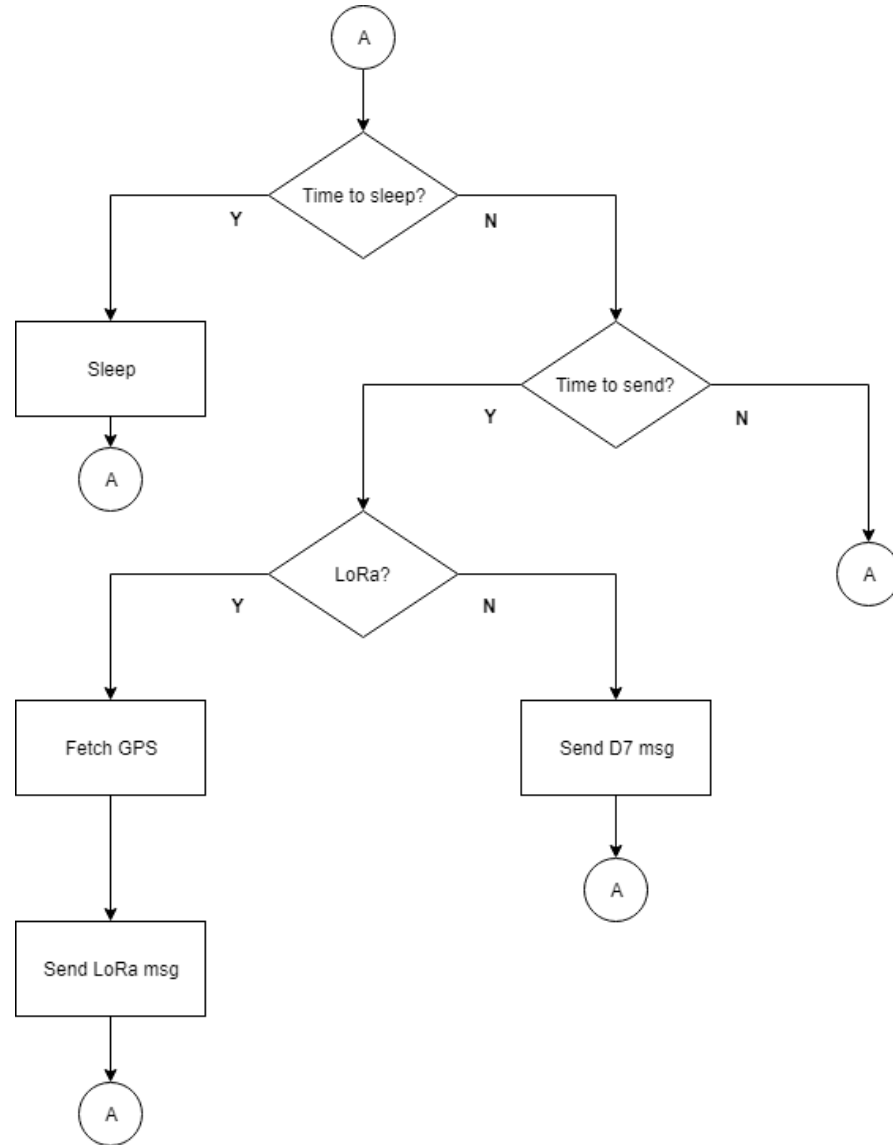 A
Time to sleep?
Y
N
Sleep
Time to send?
Y
N
A
LoRa?
A
Y
N
Fetch GPS
Send D7 msg
A
Send LoRa msg
A